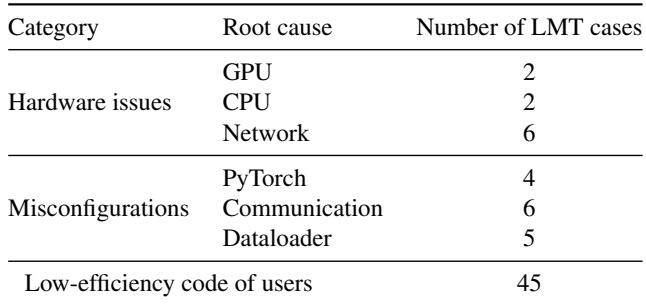 Category Root cause Number of LMT cases
GPU 2
Hardware issues CPU 2
Network 6
PyTorch 4
Misconfigurations Communication 6
Dataloader 5
Low-efficiency code of users 45